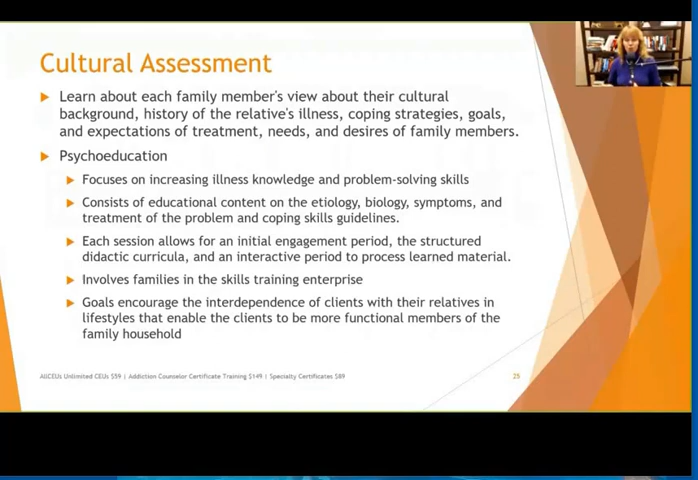 Cultural Assessment
Learn about each family member's view about their cultural
background, history of the relative's illness, coping strategies, goals,
and expectations of treatment, needs, and desires of family members.
Psychoeducation
Focuses on increasing illness knowledge and problem-solving skills
Consists of educational content on the etiology, biology, symptoms, and
treatment of the problem and coping skills guidelines.
Each session allows for an initial engagement period, the structured
didactic curricula, and an interactive period to process learned material.
Involves families in the skills training enterprise
Goals encourage the interdependence of clients with their relatives in
lifestyles that enable the clients to be more functional members of the
family household
AllCEUs Unlimited CEUs $59 | Addiction Counselor Certificate Training $149 | Specialty Certificates $89
25